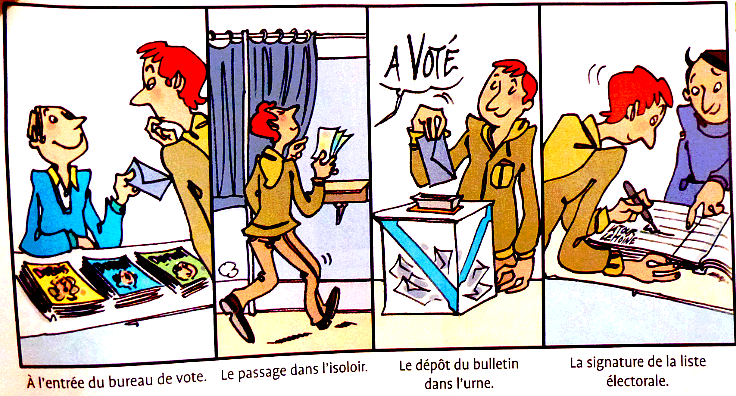 A VOTÉ
À l'entrée du bureau de vote.
Le passage dans l'isoloir.
Le dépôt du bulletin
dans l'urne.
La signature de la liste
électorale.